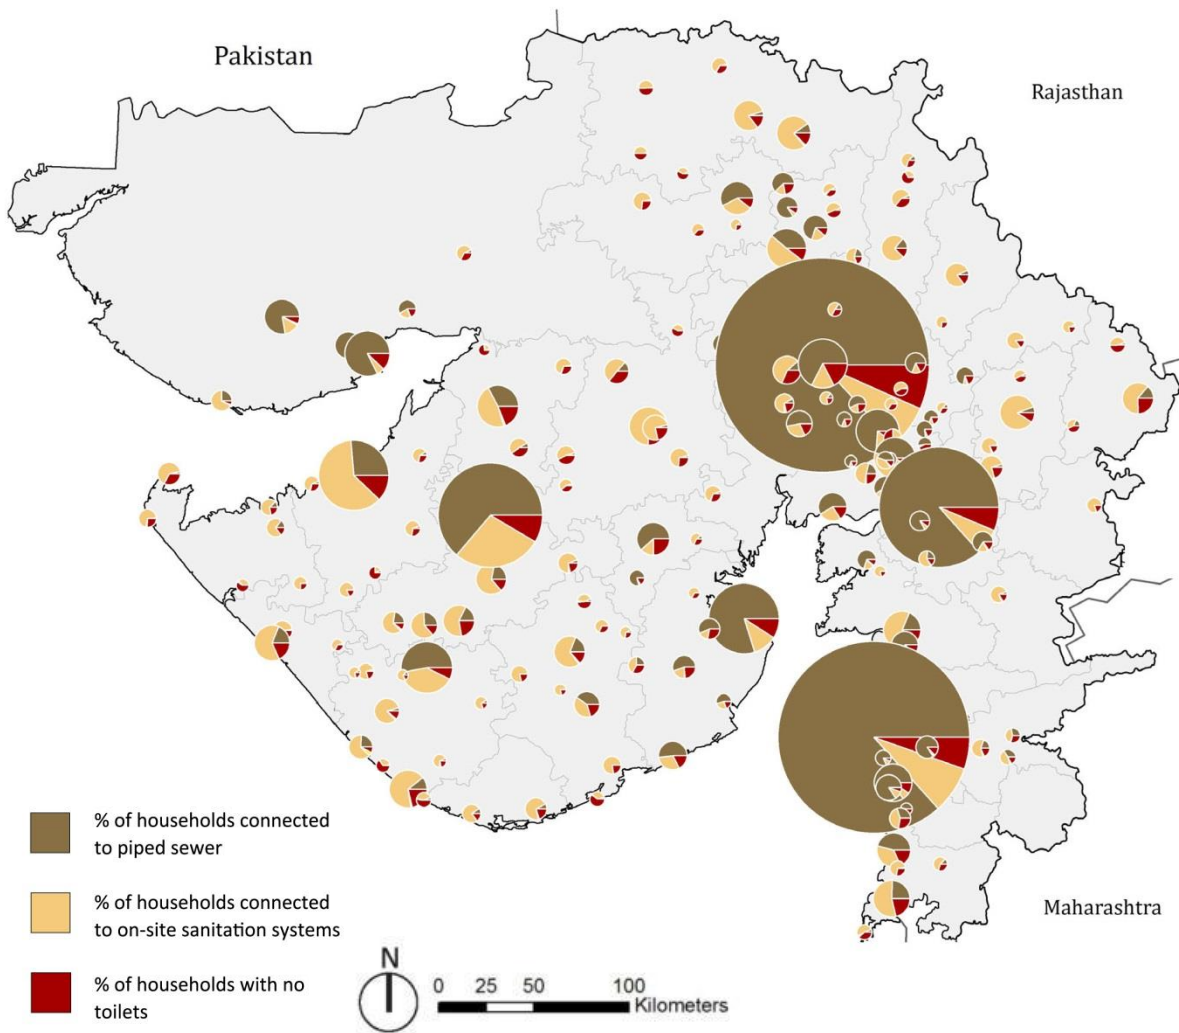 Pakistan
Rajasthan
% of households connected
to piped sewer
% of households connected
to on-site sanitation systems
Maharashtra
% of households with no
toilets
N
0 25 50 100
Kilometers